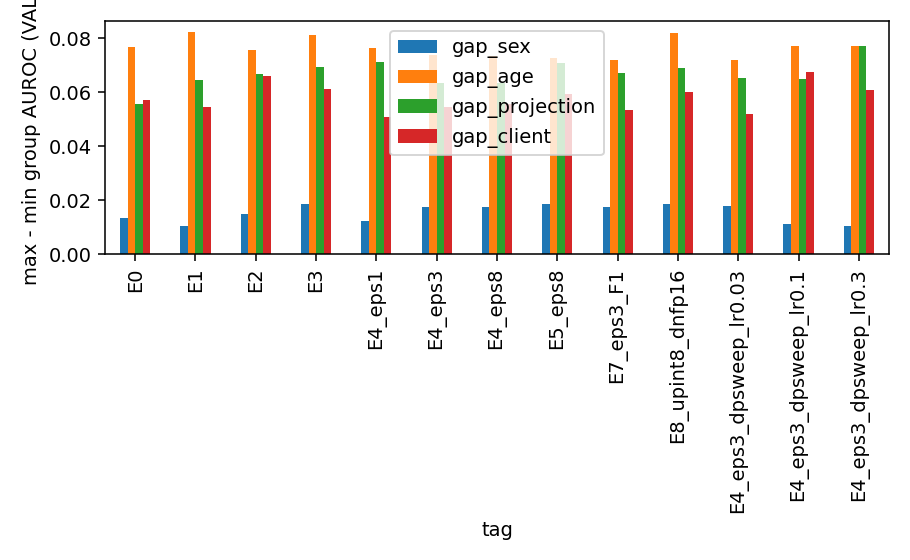 max - min group AUROC (VAL
0.08
0.06
0.04
0.02
0.00
gap_sex
gap_age
gap_projection
gap_client
E0
E1
E2
E3
E4_eps1
E4_eps3
E4_eps8
E5_eps8
E7_eps3_F1
E8_upint8_dnfp16
E4_eps3_dpsweep_lr0.03
E4_eps3_dpsweep_lr0.1
E4_eps3_dpsweep_lr0.3
tag